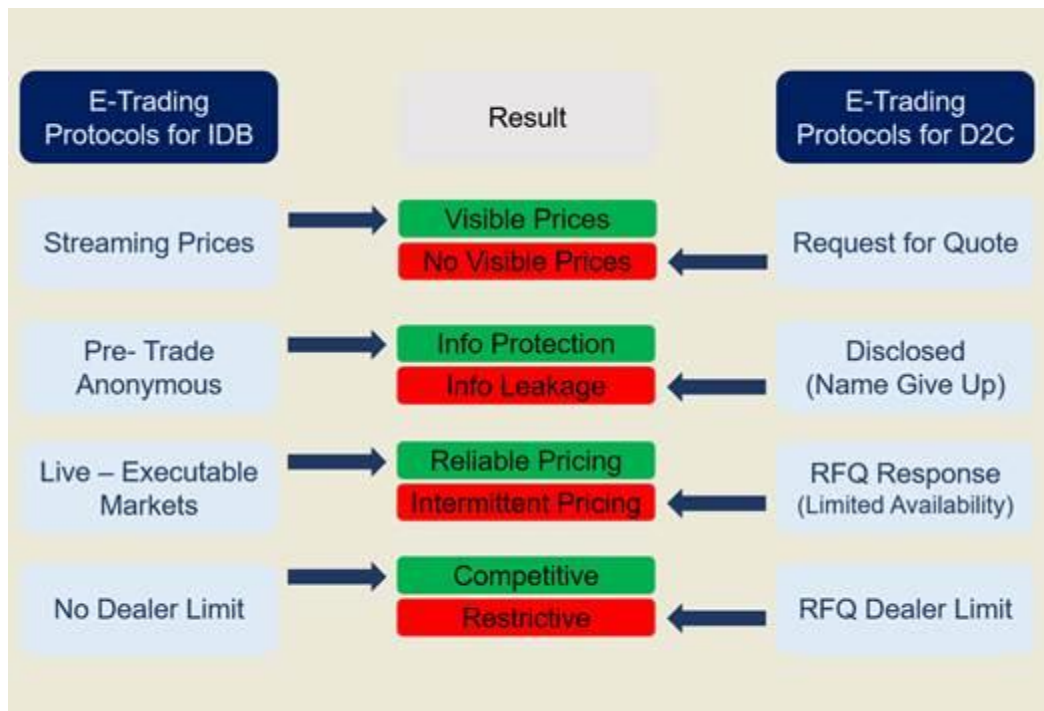 E-Trading
Protocols for IDB
Result
E-Trading
Protocols for D2C
Streaming Prices
Visible Prices
No Visible Prices
Request for Quote
Pre- Trade
Anonymous
Info Protection
Info Leakage
Disclosed
(Name Give Up)
Live – Executable
Markets
Reliable Pricing
Intermittent Pricing
RFQ Response
(Limited Availability)
No Dealer Limit
Competitive
Restrictive
RFQ Dealer Limit